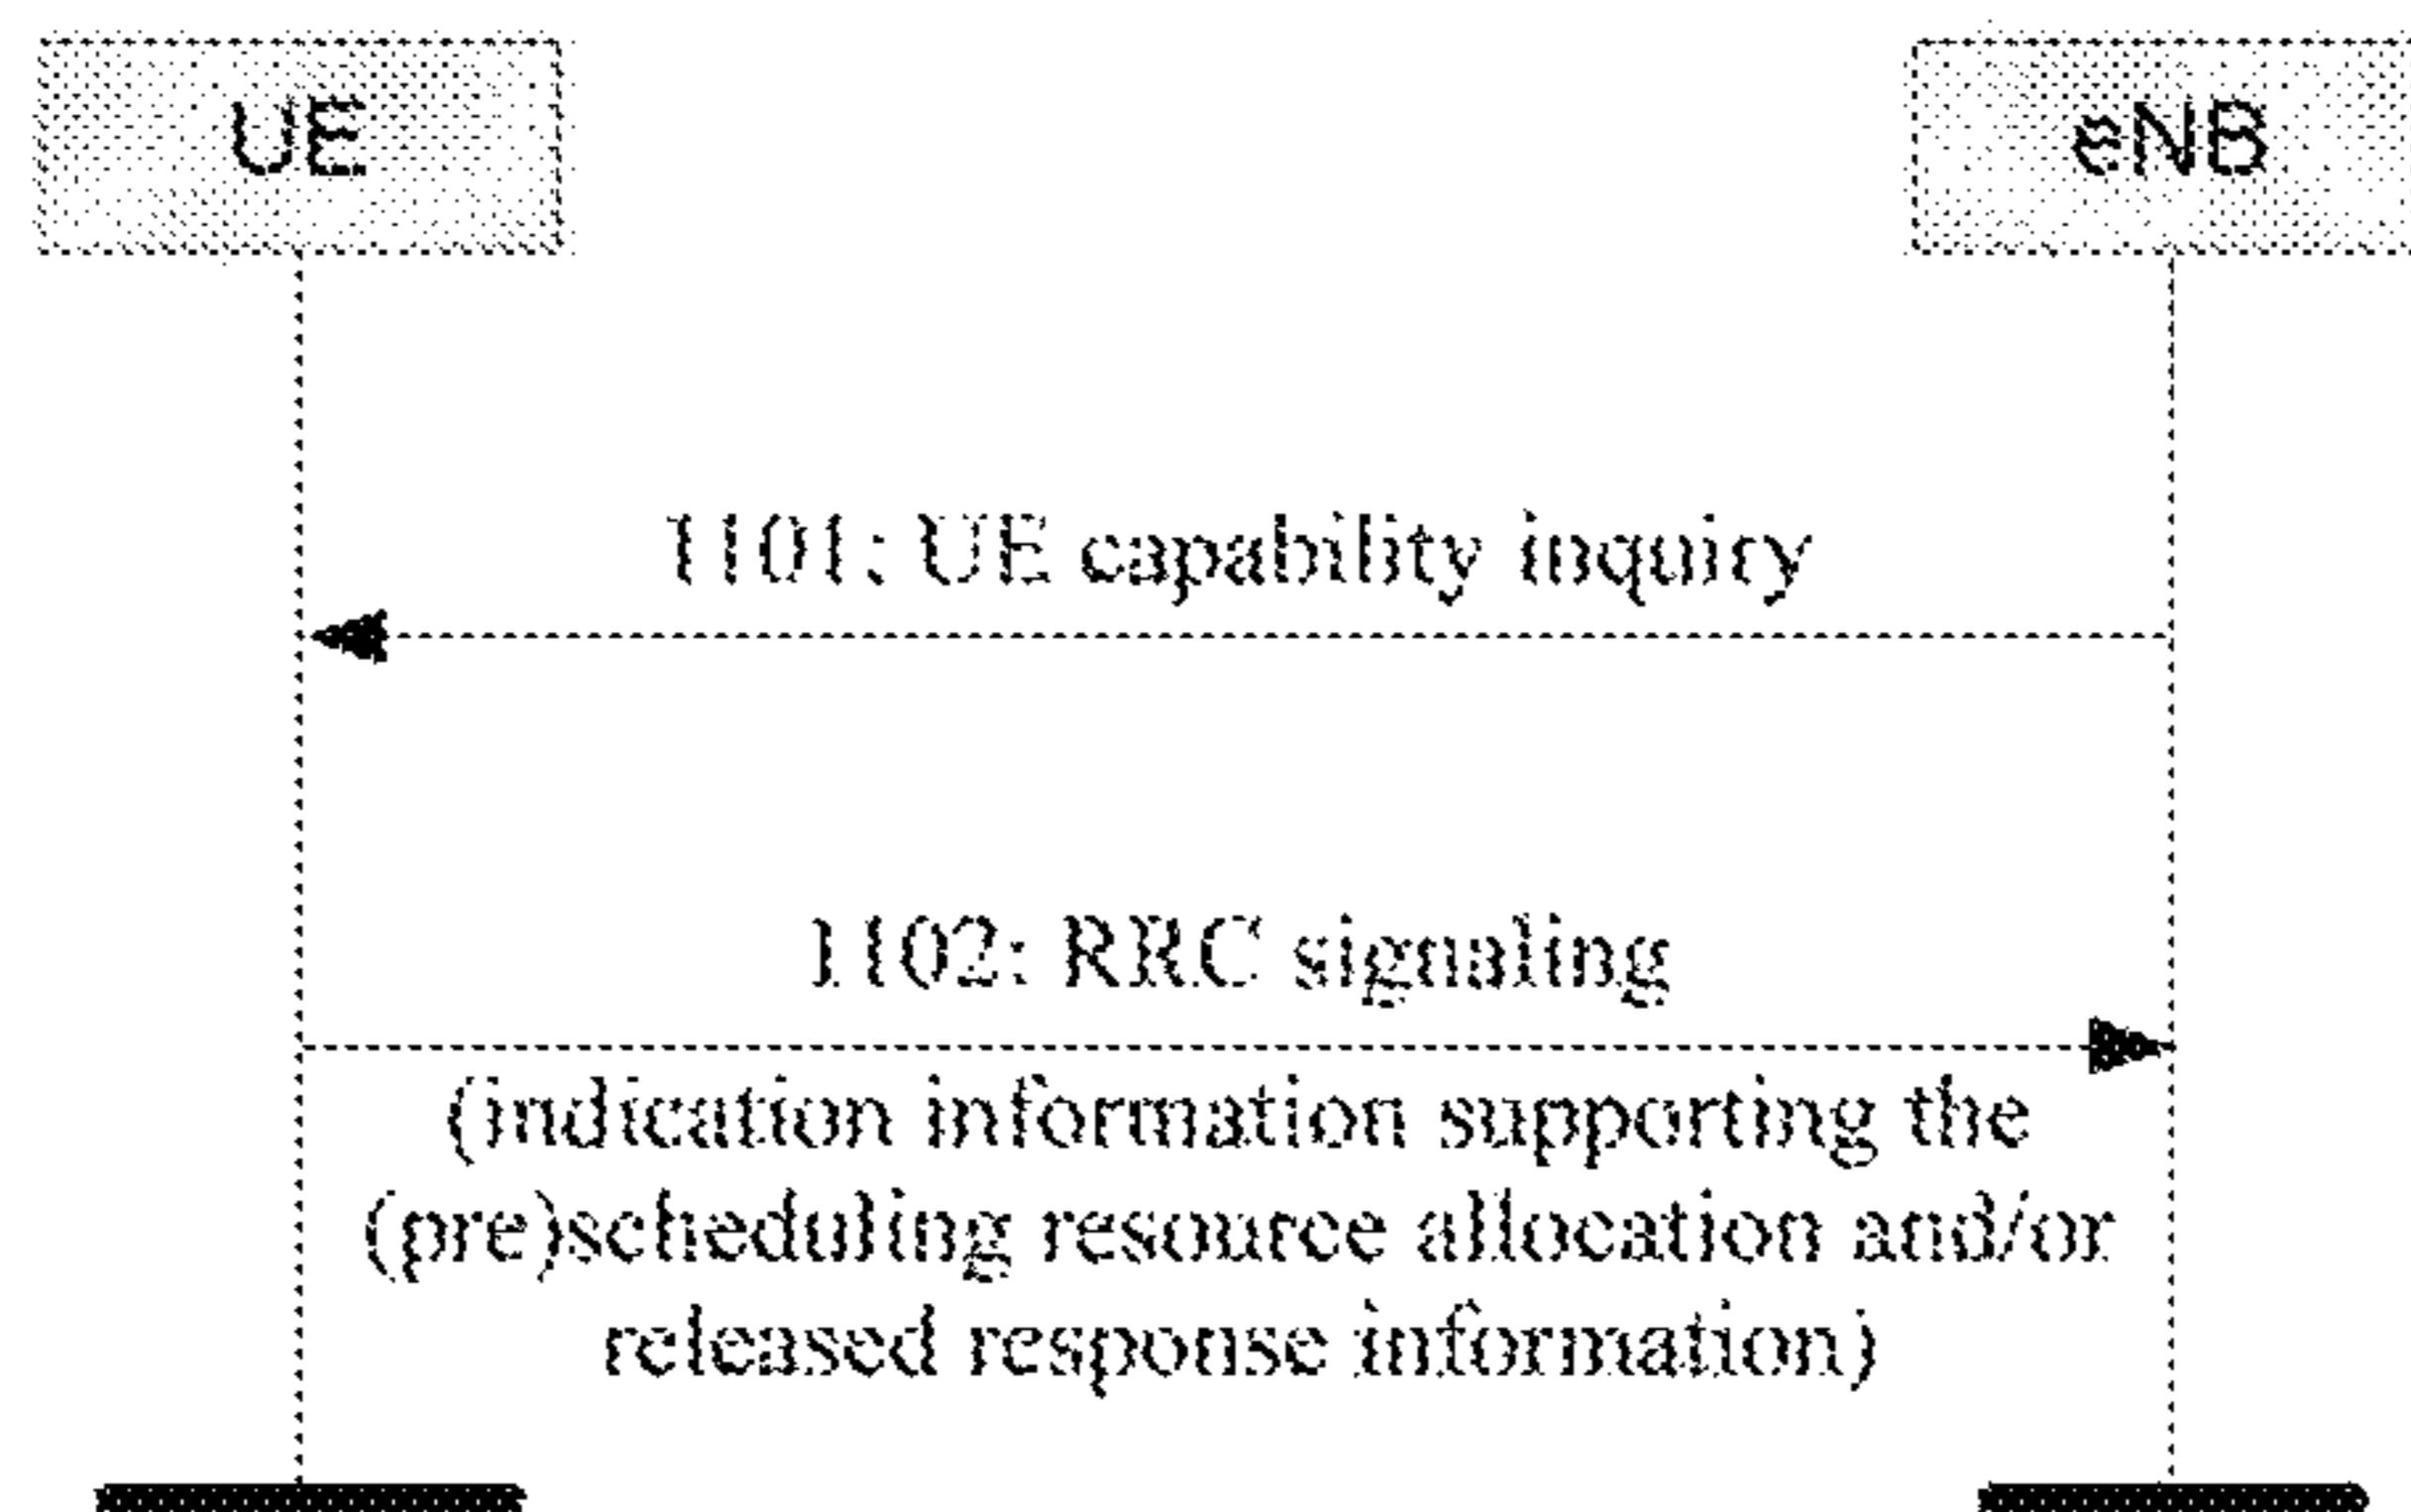 UE
eNB
1101: UE capability inquiry
1102: RRC signaling
(indication information supporting the
(pre)scheduling resource allocation and/or
released response information)